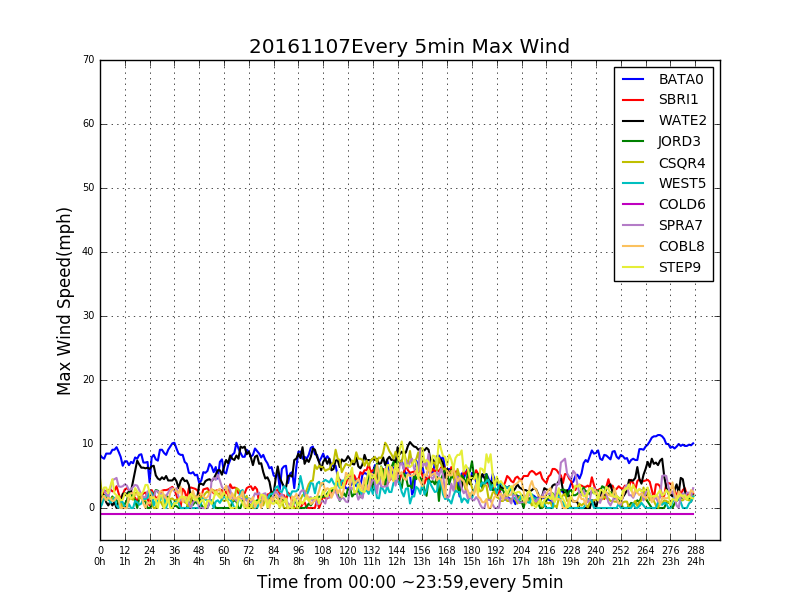 20161107Every 5min Max Wind
70
60
50
40
30
20
10
0
Max Wind Speed(mph)
BATA0
SBRI1
WATE2
JORD3
CSQR4
WEST5
COLD6
SPRA7
COBL8
STEP9
0 12 24 36 48 60 72 84 96 108 120 132 144 156 168 180 192 204 216 228 240 252 264 276 288
0h 1h 2h 3h 4h 5h 6h 7h 8h 9h 10h 11h 12h 13h 14h 15h 16h 17h 18h 19h 20h 21h 22h 23h 24h
Time from 00:00 ~23:59,every 5min